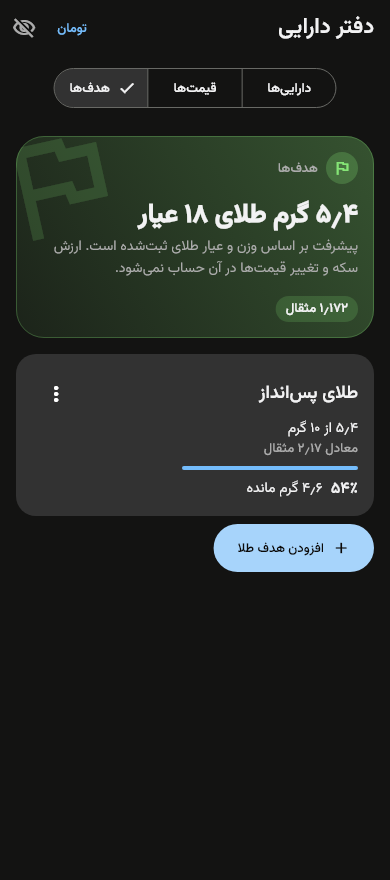 دفتر دارایی
تومان
دارایی‌ها
قیمت‌ها
هدف‌ها
هدف‌ها
۵٫۴ گرم طلای ۱۸ عیار
پیشرفت بر اساس وزن و عیار طلای ثبت‌شده است. ارزش
سکه و تغییر قیمت‌ها در آن حساب نمی‌شود.
۱٫۱۷۲ مثقال
طلای پس‌انداز
۵٫۴ از ۱۰ گرم
معادل ۲٫۱۷ مثقال
۵۴٪ ۴٫۶ گرم مانده
افزودن هدف طلا